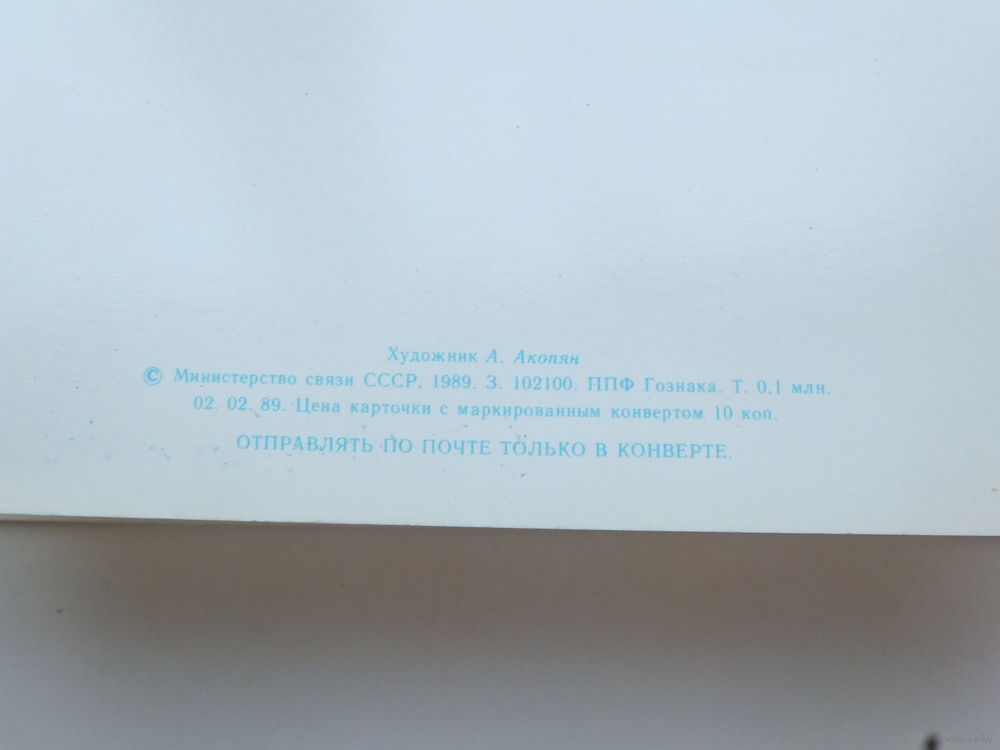 Художник А. Акопян
© Министерство связи СССР, 1989. З. 102100. ППФ Гознака. Т. 0,1 млн.
02. 02. 89. Цена карточки с маркированным конвертом 10 коп.
ОТПРАВЛЯТЬ ПО ПОЧТЕ ТОЛЬКО В КОНВЕРТЕ.